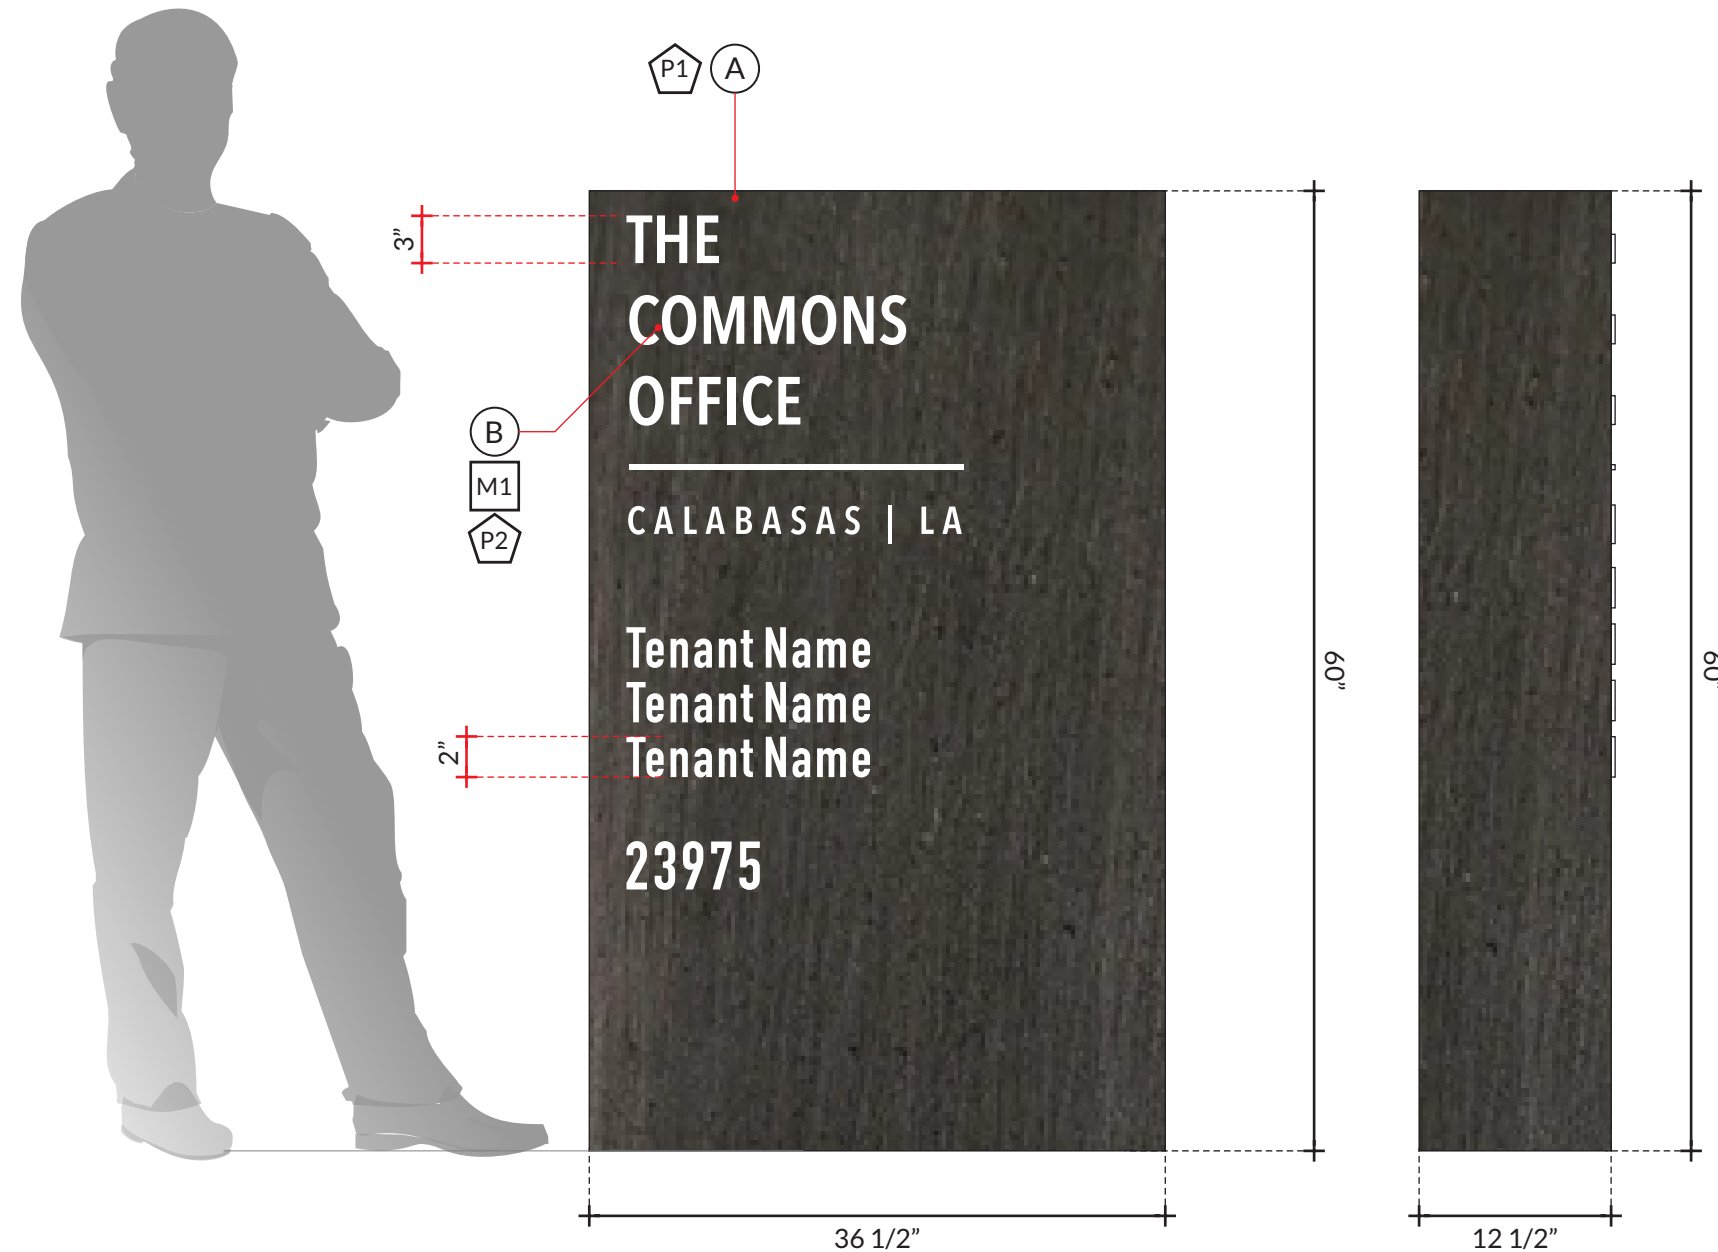 P1 A
3”
THE
COMMONS
OFFICE
B
M1
P2
CALABASAS | LA
Tenant Name
Tenant Name
2”
Tenant Name
23975
60”
60”
36 1/2”
12 1/2”